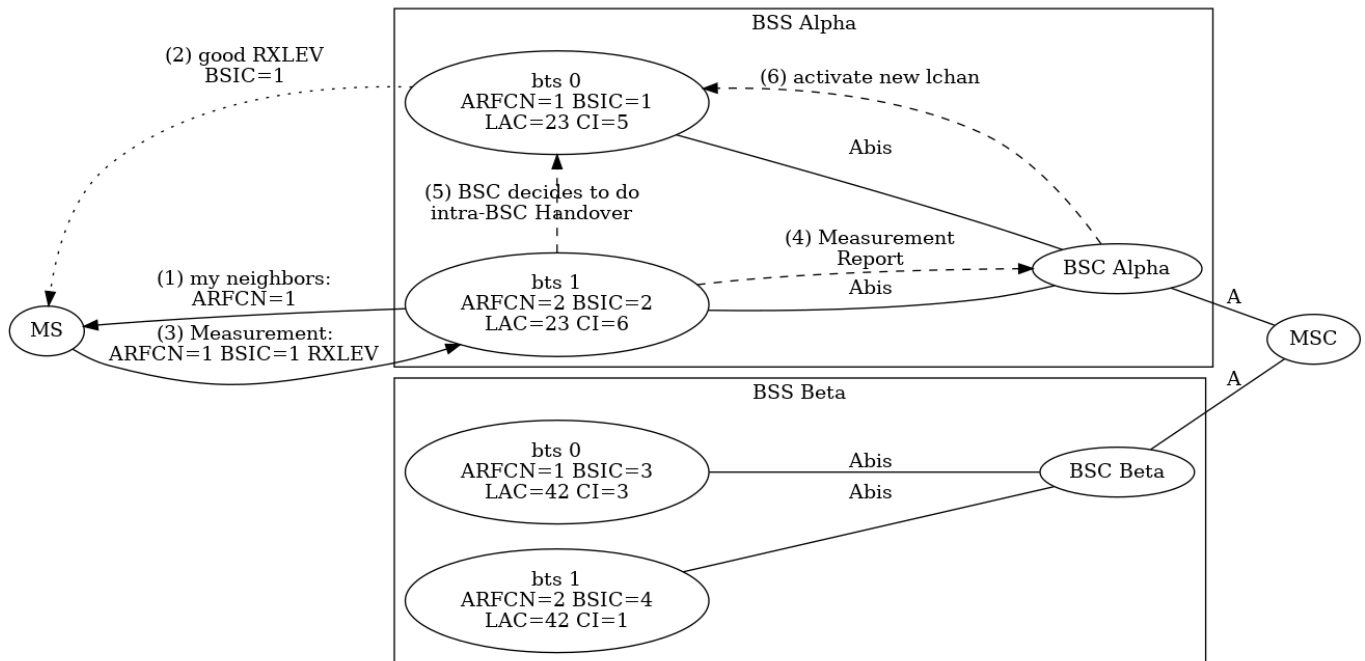 BSS Alpha
(2) good RXLEV
BSIC=1
bts 0
ARFCN=1 BSIC=1
LAC=23 CI=5
(6) activate new lchan
Abis
(5) BSC decides to do
intra-BSC Handover
(4) Measurement
Report
BSC Alpha
(1) my neighbors:
ARFCN=1
bts 1
ARFCN=2 BSIC=2
LAC=23 CI=6
Abis
A
MS
(3) Measurement:
ARFCN=1 BSIC=1 RXLEV
MSC
A
BSS Beta
bts 0
ARFCN=1 BSIC=3
LAC=42 CI=3
Abis
BSC Beta
Abis
bts 1
ARFCN=2 BSIC=4
LAC=42 CI=1